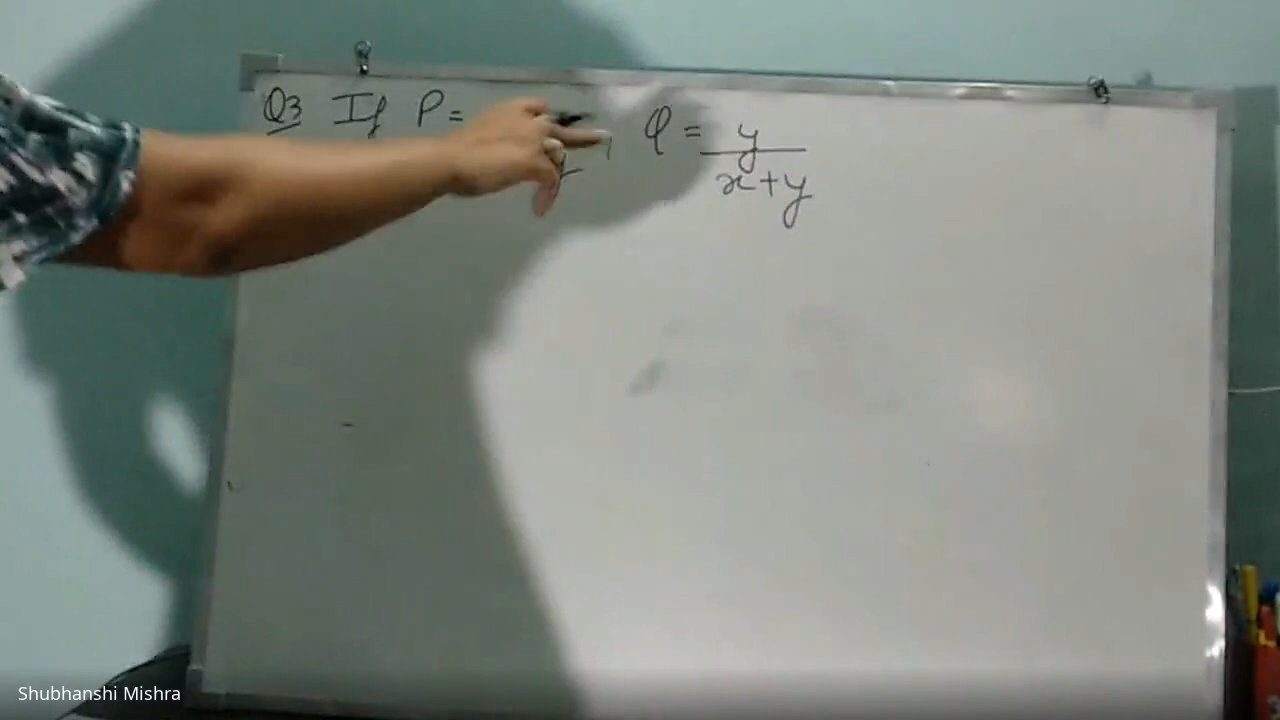 Q3 If P = , Q = y
x+y
Shubhanshi Mishra